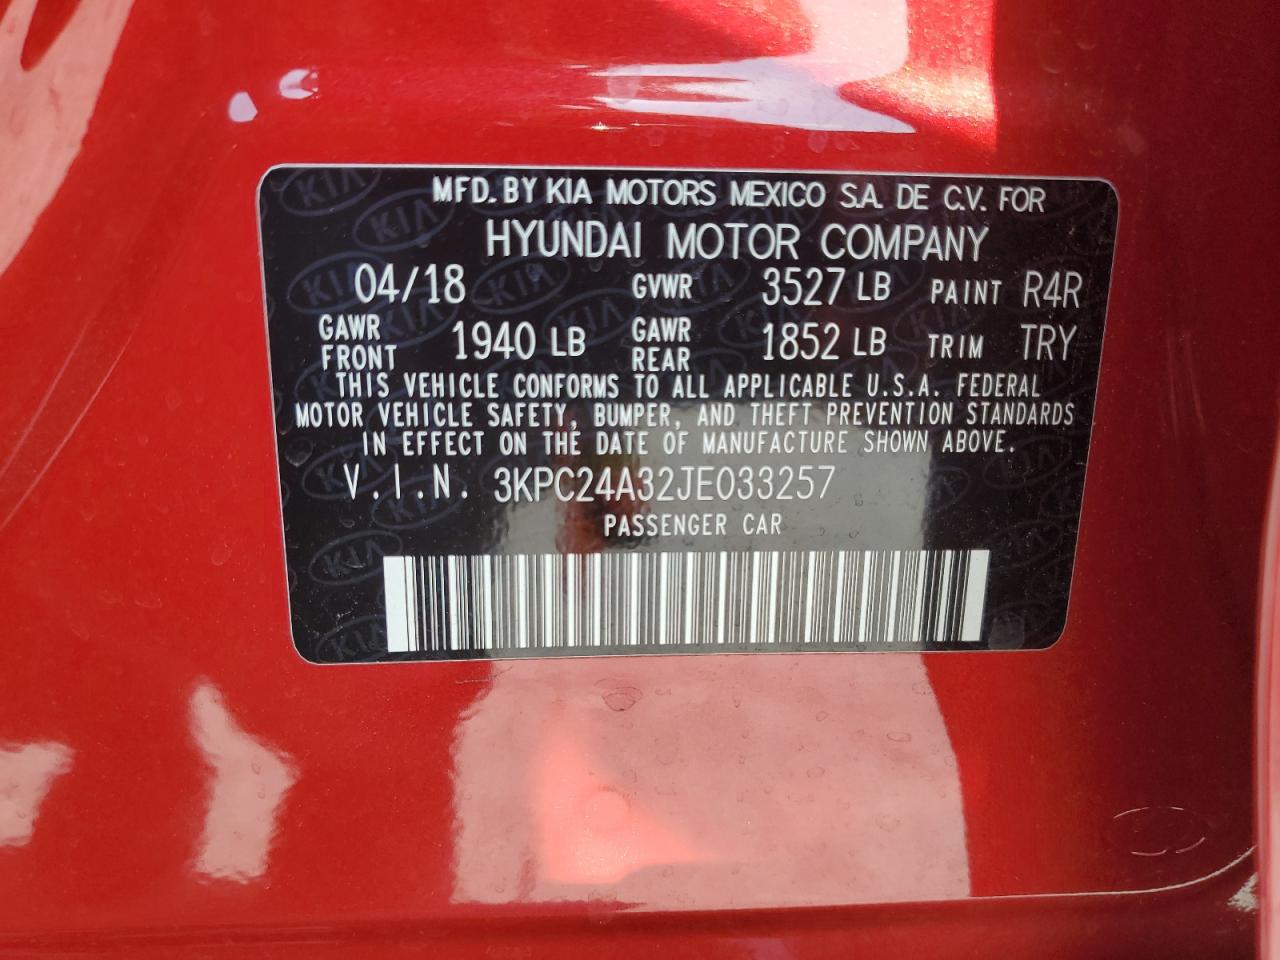 MFD. BY KIA MOTORS MEXICO S.A. DE C.V. FOR
HYUNDAI MOTOR COMPANY
04/18 GVWR 3527 LB PAINT R4R
GAWR FRONT 1940 LB GAWR REAR 1852 LB TRIM TRY
THIS VEHICLE CONFORMS TO ALL APPLICABLE U.S.A. FEDERAL
MOTOR VEHICLE SAFETY, BUMPER, AND THEFT PREVENTION STANDARDS
IN EFFECT ON THE DATE OF MANUFACTURE SHOWN ABOVE.
V.I.N. 3KPC24A32JE033257
PASSENGER CAR